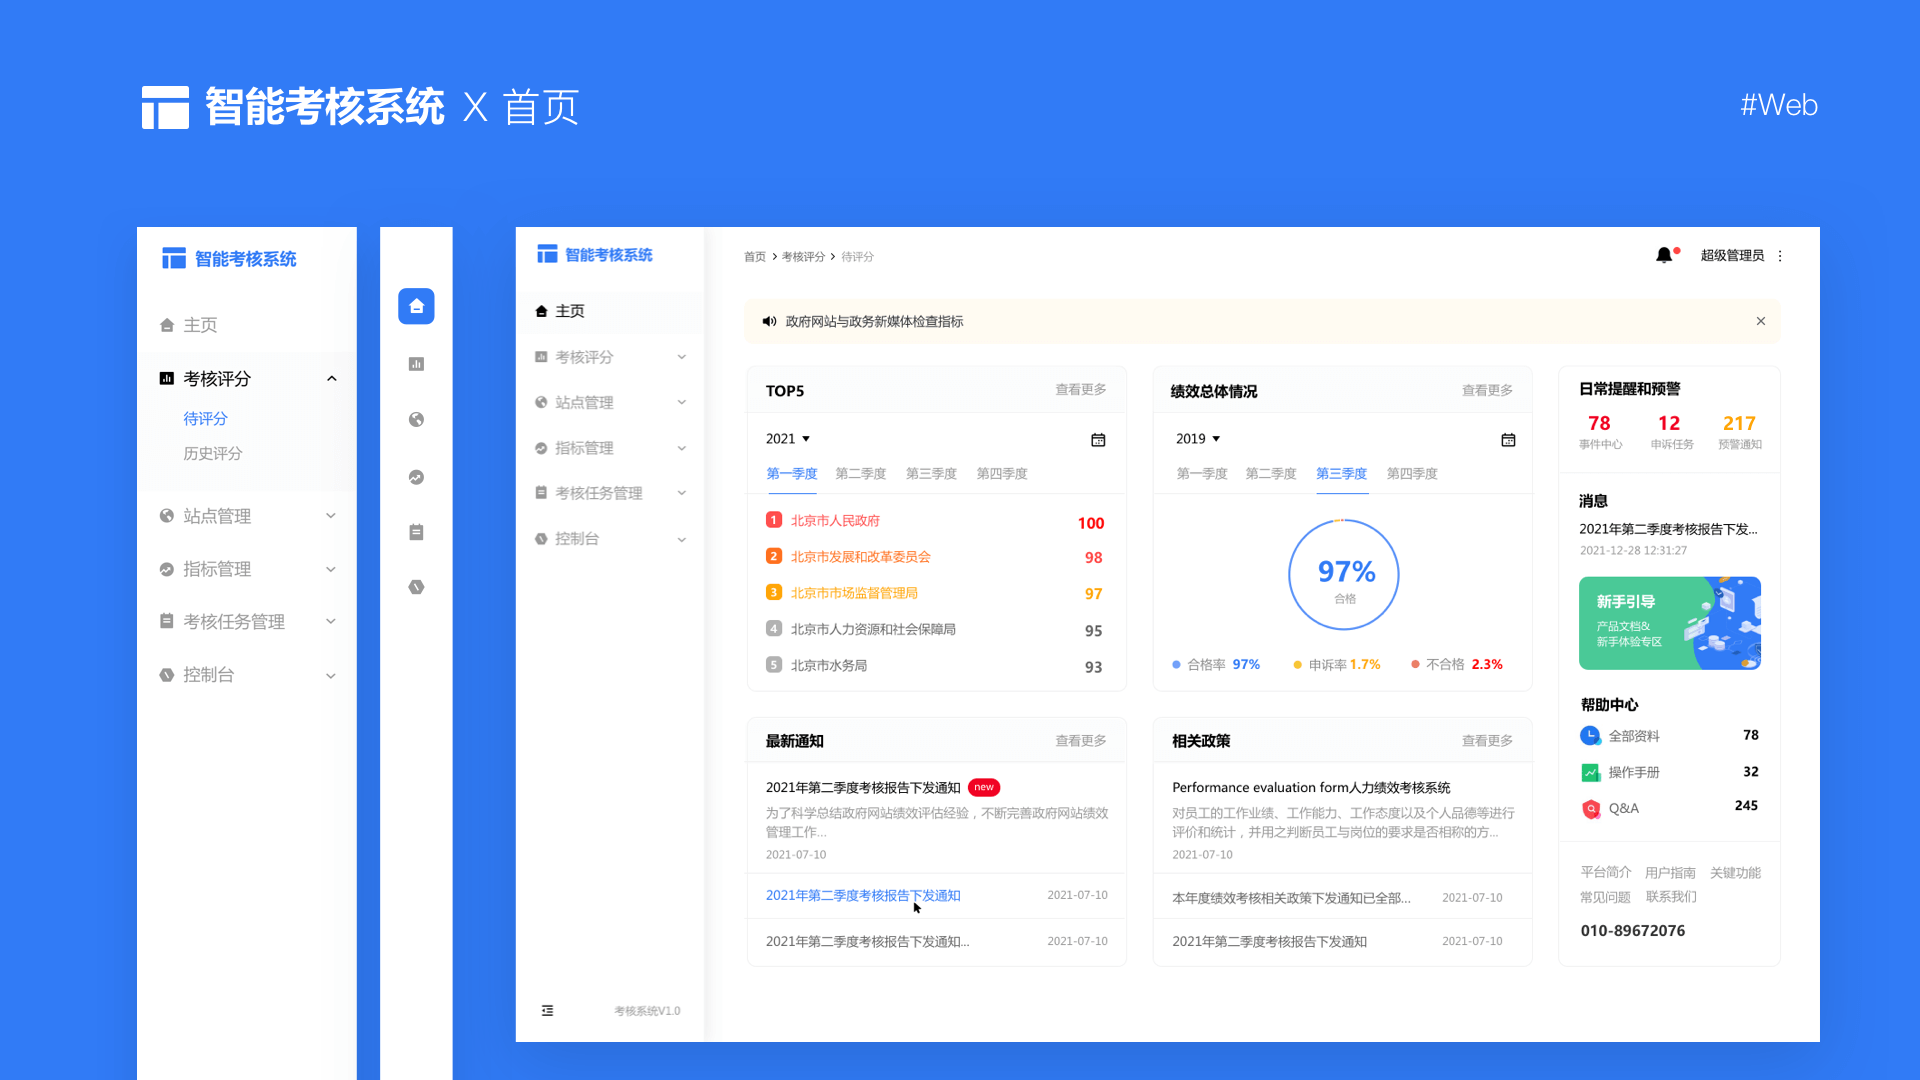 智能考核系统 X 首页
#Web
智能考核系统
主页
考核评分
待评分
历史评分
站点管理
指标管理
考核任务管理
控制台
智能考核系统
主页
考核评分
站点管理
指标管理
考核任务管理
控制台
考核系统V1.0
首页 > 考核评分 > 待评分
超级管理员
政府网站与政务新媒体检查指标
TOP5 查看更多
2021
第一季度 第二季度 第三季度 第四季度
1 北京市人民政府 100
2 北京市发展和改革委员会 98
3 北京市市场监督管理局 97
4 北京市人力资源和社会保障局 95
5 北京市水务局 93
绩效总体情况 查看更多
2019
第一季度 第二季度 第三季度 第四季度
97%
合格
合格率 97% 申诉率 1.7% 不合格 2.3%
最新通知 查看更多
2021年第二季度考核报告下发通知 new
为了科学总结政府网站绩效评估经验，不断完善政府网站绩效
管理工作...
2021-07-10
2021年第二季度考核报告下发通知 2021-07-10
2021年第二季度考核报告下发通知... 2021-07-10
相关政策 查看更多
Performance evaluation form人力绩效考核系统
对员工的工作业绩、工作能力、工作态度以及个人品德等进行
评价和统计，并用之判断员工与岗位的要求是否相称的方...
2021-07-10
本年度绩效考核相关政策下发通知已全部... 2021-07-10
2021年第二季度考核报告下发通知 2021-07-10
日常提醒和预警
78 12 217
事件中心 申诉任务 预警通知
消息
2021年第二季度考核报告下发...
2021-12-28 12:31:27
新手引导
产品文档&
新手体验专区
帮助中心
全部资料 78
操作手册 32
Q&A 245
平台简介 用户指南 关键功能
常见问题 联系我们
010-89672076